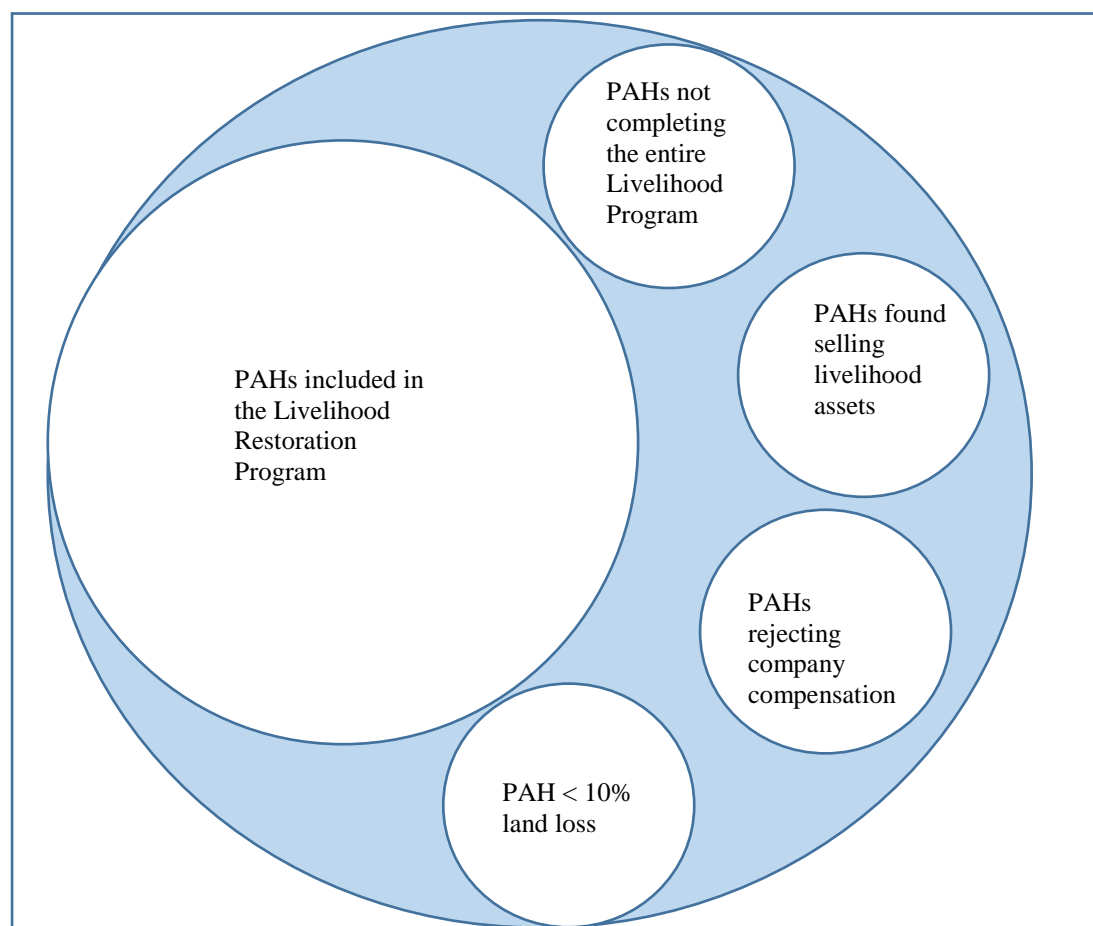 PAHs not
completing
the entire
Livelihood
Program
PAHs found
selling
livelihood
assets
PAHs included in
the Livelihood
Restoration
Program
PAHs
rejecting
company
compensation
PAH < 10%
land loss